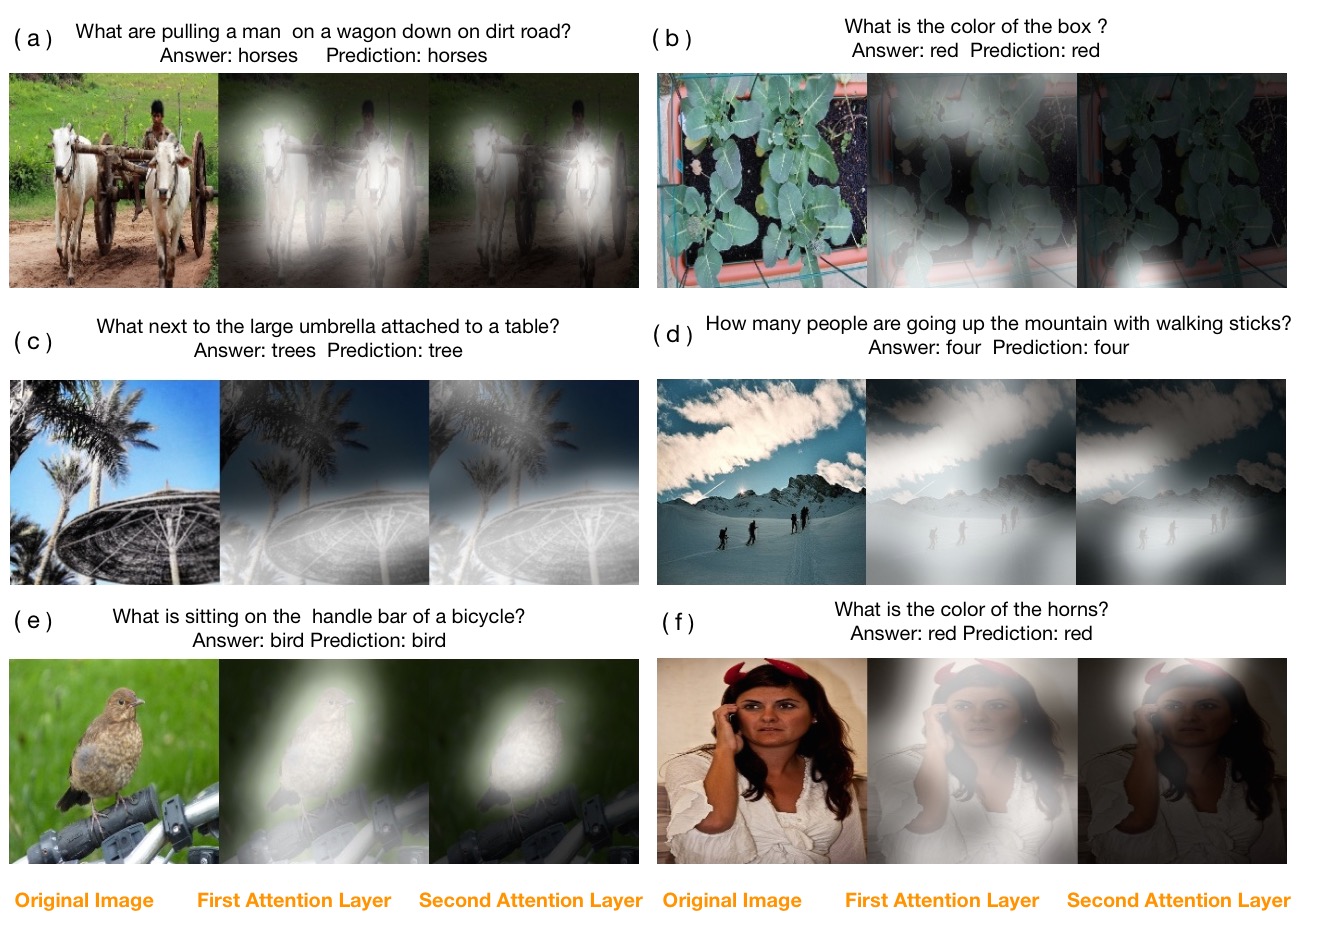 (a) What are pulling a man on a wagon down on dirt road?
Answer: horses Prediction: horses
(b) What is the color of the box ?
Answer: red Prediction: red
(c) What next to the large umbrella attached to a table?
Answer: trees Prediction: tree
(d) How many people are going up the mountain with walking sticks?
Answer: four Prediction: four
(e) What is sitting on the handle bar of a bicycle?
Answer: bird Prediction: bird
(f) What is the color of the horns?
Answer: red Prediction: red
Original Image First Attention Layer Second Attention Layer Original Image First Attention Layer Second Attention Layer